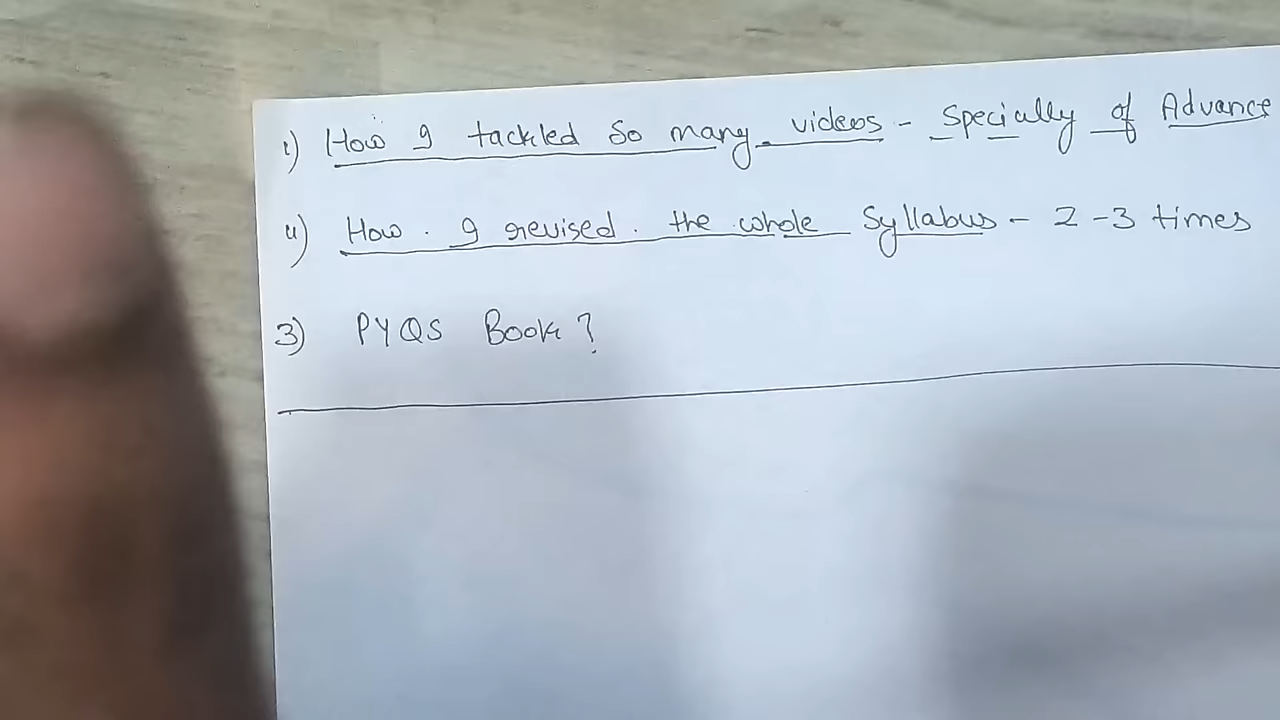 1) How I tackled So many videos - Specially of Advance
4) How. I revised. the whole Syllabus - 2-3 times
3) PYQS Book?